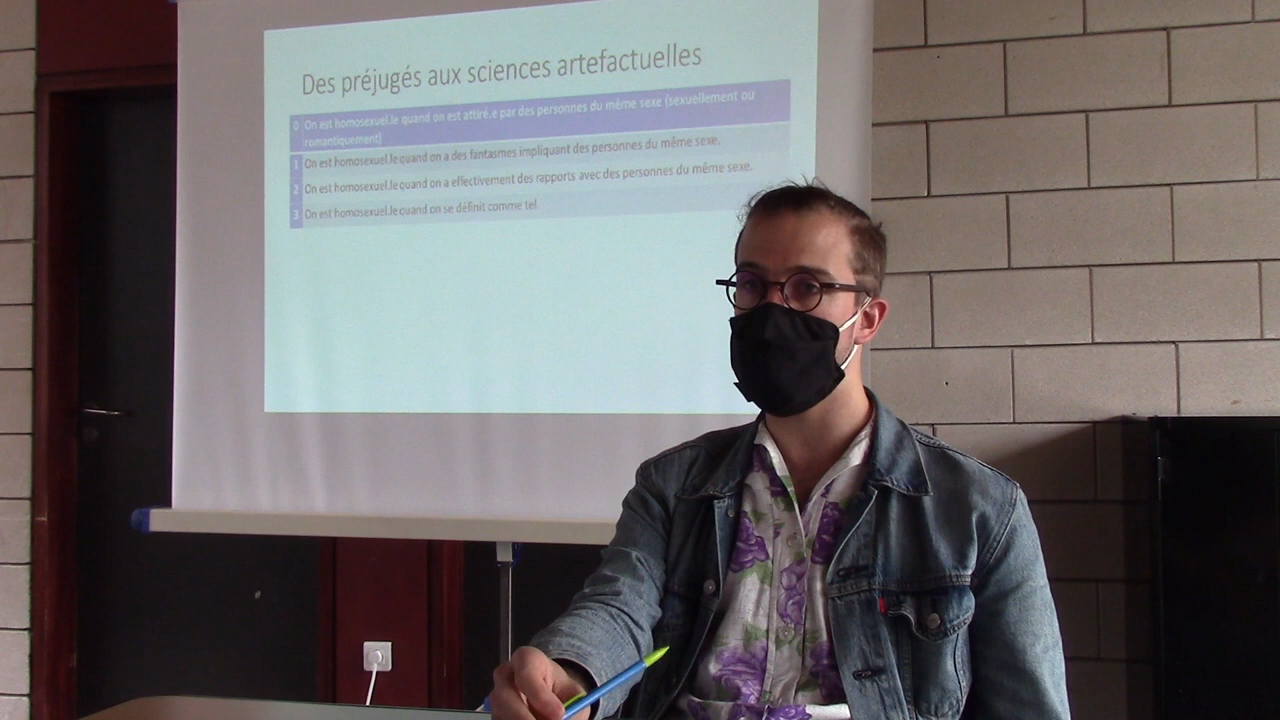 Des préjugés aux sciences artefactuelles
0 On est homosexuel.le quand on est attiré.e par des personnes du même sexe (sexuellement ou
romantiquement)
1 On est homosexuel.le quand on a des fantasmes impliquant des personnes du même sexe.
2 On est homosexuel.le quand on a effectivement des rapports avec des personnes du même sexe.
3 On est homosexuel.le quand on se définit comme tel.